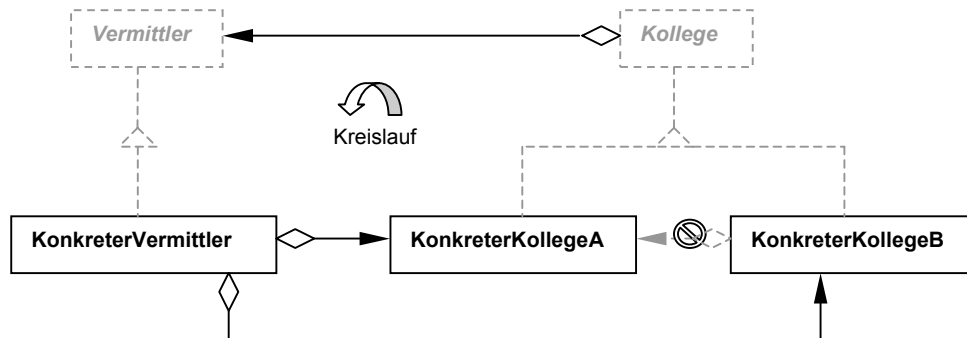 Vermittler
Kollege
Kreislauf
KonkreterVermittler
KonkreterKollegeA
KonkreterKollegeB